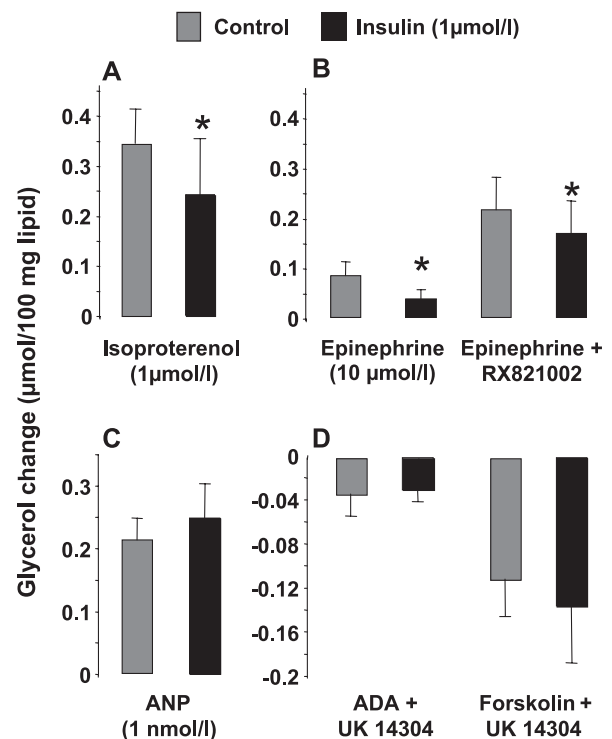 Control Insulin (1μmol/l)
A
B
Glycerol change (μmol/100 mg lipid)
0.4
0.3
0.2
0.1
0
*
Isoproterenol
(1μmol/l)
0.4
0.3
0.2
0.1
0
*
*
Epinephrine
(10 μmol/l)
Epinephrine +
RX821002
C
0.3
0.2
0.1
0
ANP
(1 nmol/l)
D
0
-0.04
-0.08
-0.12
-0.16
-0.2
ADA +
UK 14304
Forskolin +
UK 14304